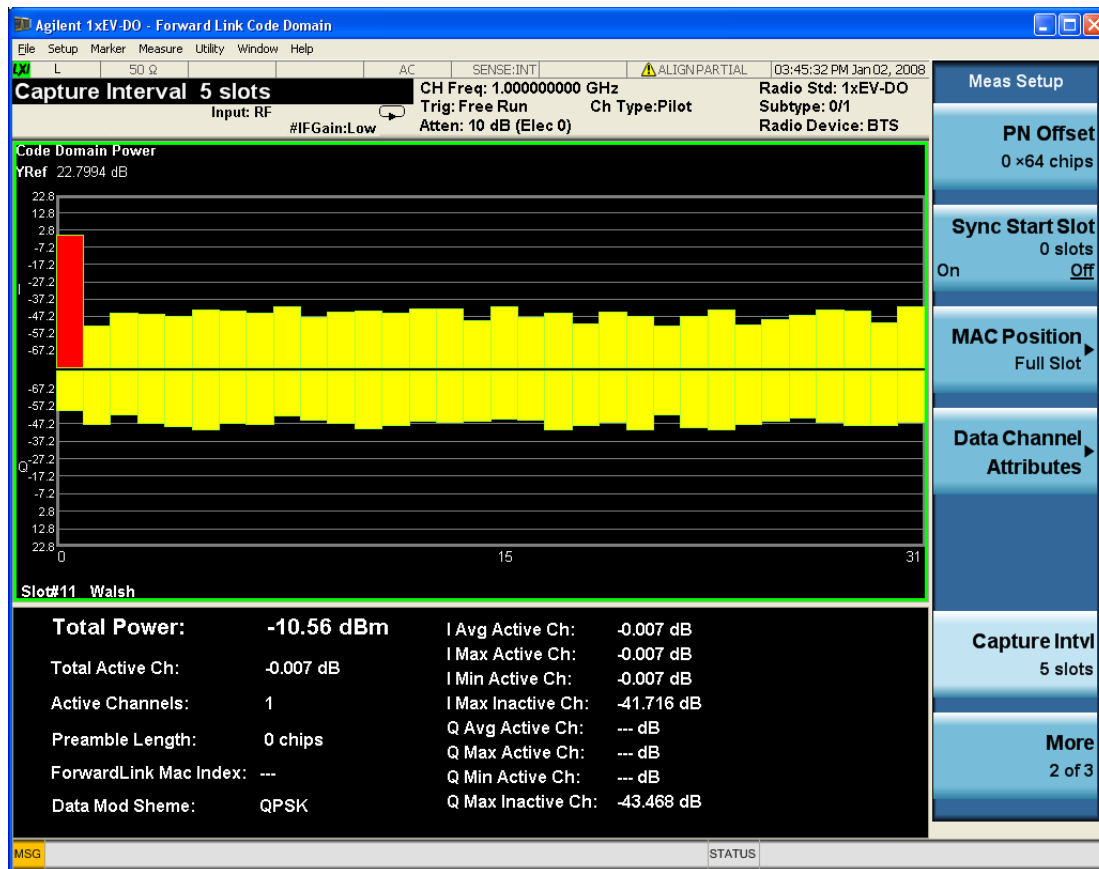 Agilent 1xEV-DO - Forward Link Code Domain
File Setup Marker Measure Utility Window Help
LXI L 50 Ω AC SENSE:INT ALIGN PARTIAL 03:45:32 PM Jan 02, 2008
Capture Interval 5 slots
Input: RF
#IFGain:Low
CH Freq: 1.000000000 GHz
Trig: Free Run Ch Type:Pilot
Atten: 10 dB (Elec 0)
Radio Std: 1xEV-DO
Subtype: 0/1
Radio Device: BTS
Code Domain Power
YRef 22.7994 dB
22.8
12.8
2.8
-7.2
-17.2
-27.2
I
-37.2
-47.2
-57.2
-67.2
-67.2
-57.2
-47.2
-37.2
-27.2
Q
-17.2
-7.2
2.8
12.8
22.8
0 15 31
Slot#11 Walsh
Total Power: -10.56 dBm
Total Active Ch: -0.007 dB
Active Channels: 1
Preamble Length: 0 chips
ForwardLink Mac Index: ---
Data Mod Sheme: QPSK
I Avg Active Ch: -0.007 dB
I Max Active Ch: -0.007 dB
I Min Active Ch: -0.007 dB
I Max Inactive Ch: -41.716 dB
Q Avg Active Ch: --- dB
Q Max Active Ch: --- dB
Q Min Active Ch: --- dB
Q Max Inactive Ch: -43.468 dB
Meas Setup
PN Offset
0 ×64 chips
Sync Start Slot
0 slots
On Off
MAC Position
Full Slot
Data Channel
Attributes
Capture Intvl
5 slots
More
2 of 3
MSG STATUS